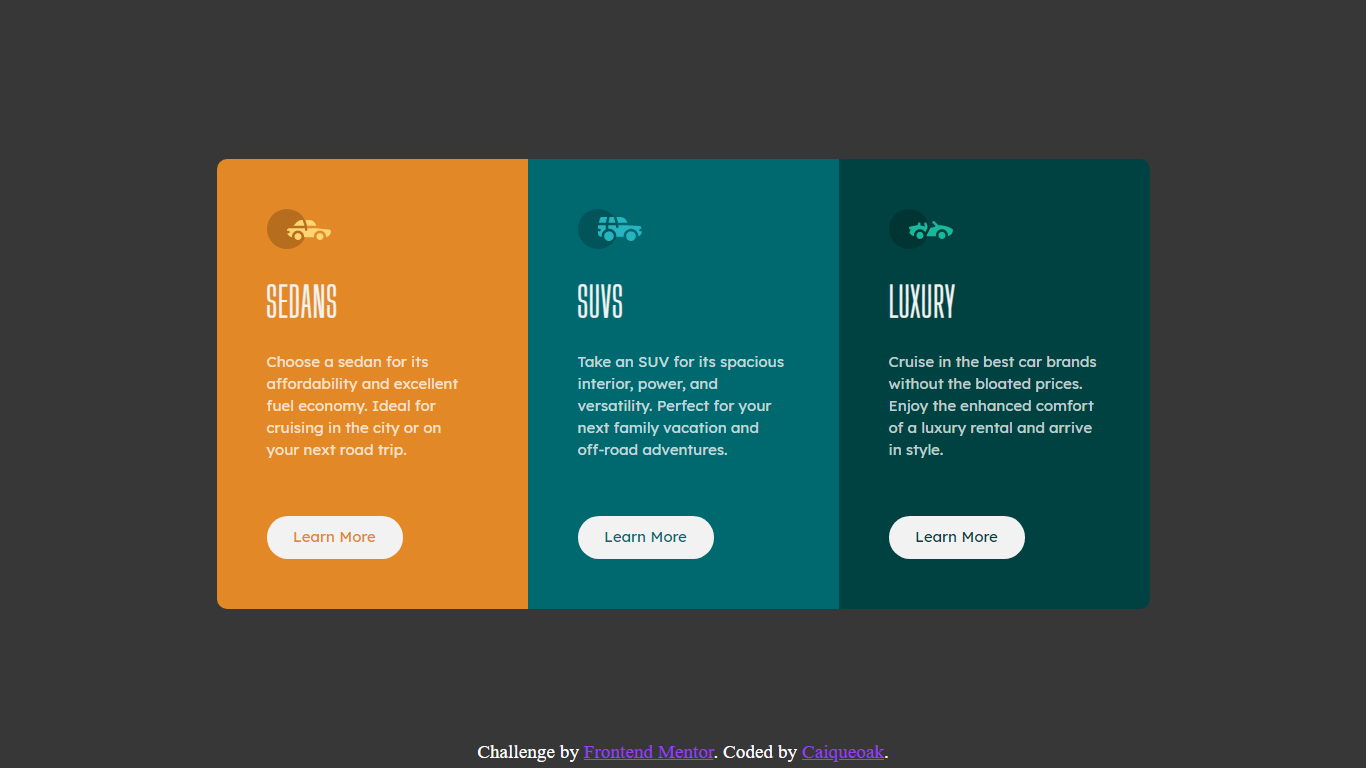 SEDANS
Choose a sedan for its
affordability and excellent
fuel economy. Ideal for
cruising in the city or on
your next road trip.
Learn More
SUVS
Take an SUV for its spacious
interior, power, and
versatility. Perfect for your
next family vacation and
off-road adventures.
Learn More
LUXURY
Cruise in the best car brands
without the bloated prices.
Enjoy the enhanced comfort
of a luxury rental and arrive
in style.
Learn More
Challenge by Frontend Mentor. Coded by Caiqueoak.